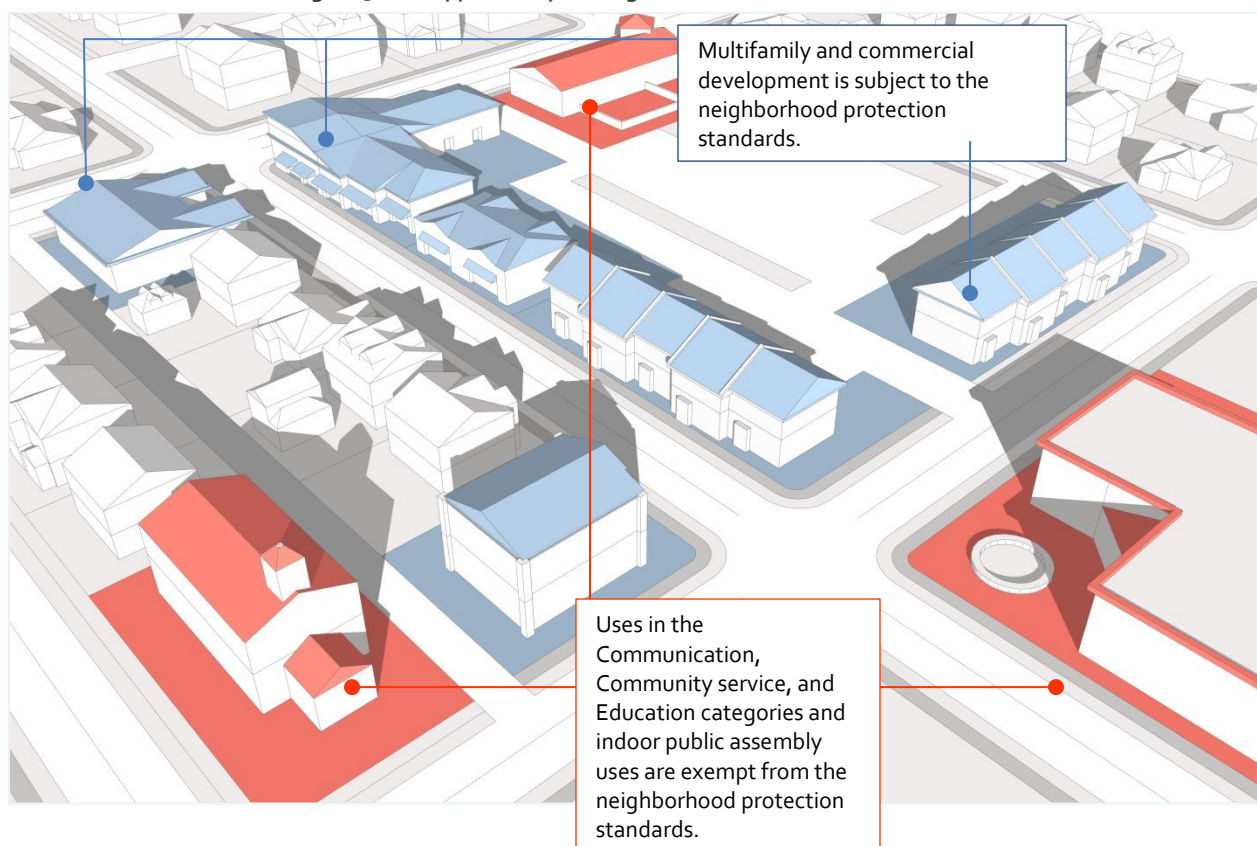 Multifamily and commercial
development is subject to the
neighborhood protection
standards.
Uses in the
Communication,
Community service, and
Education categories and
indoor public assembly
uses are exempt from the
neighborhood protection
standards.